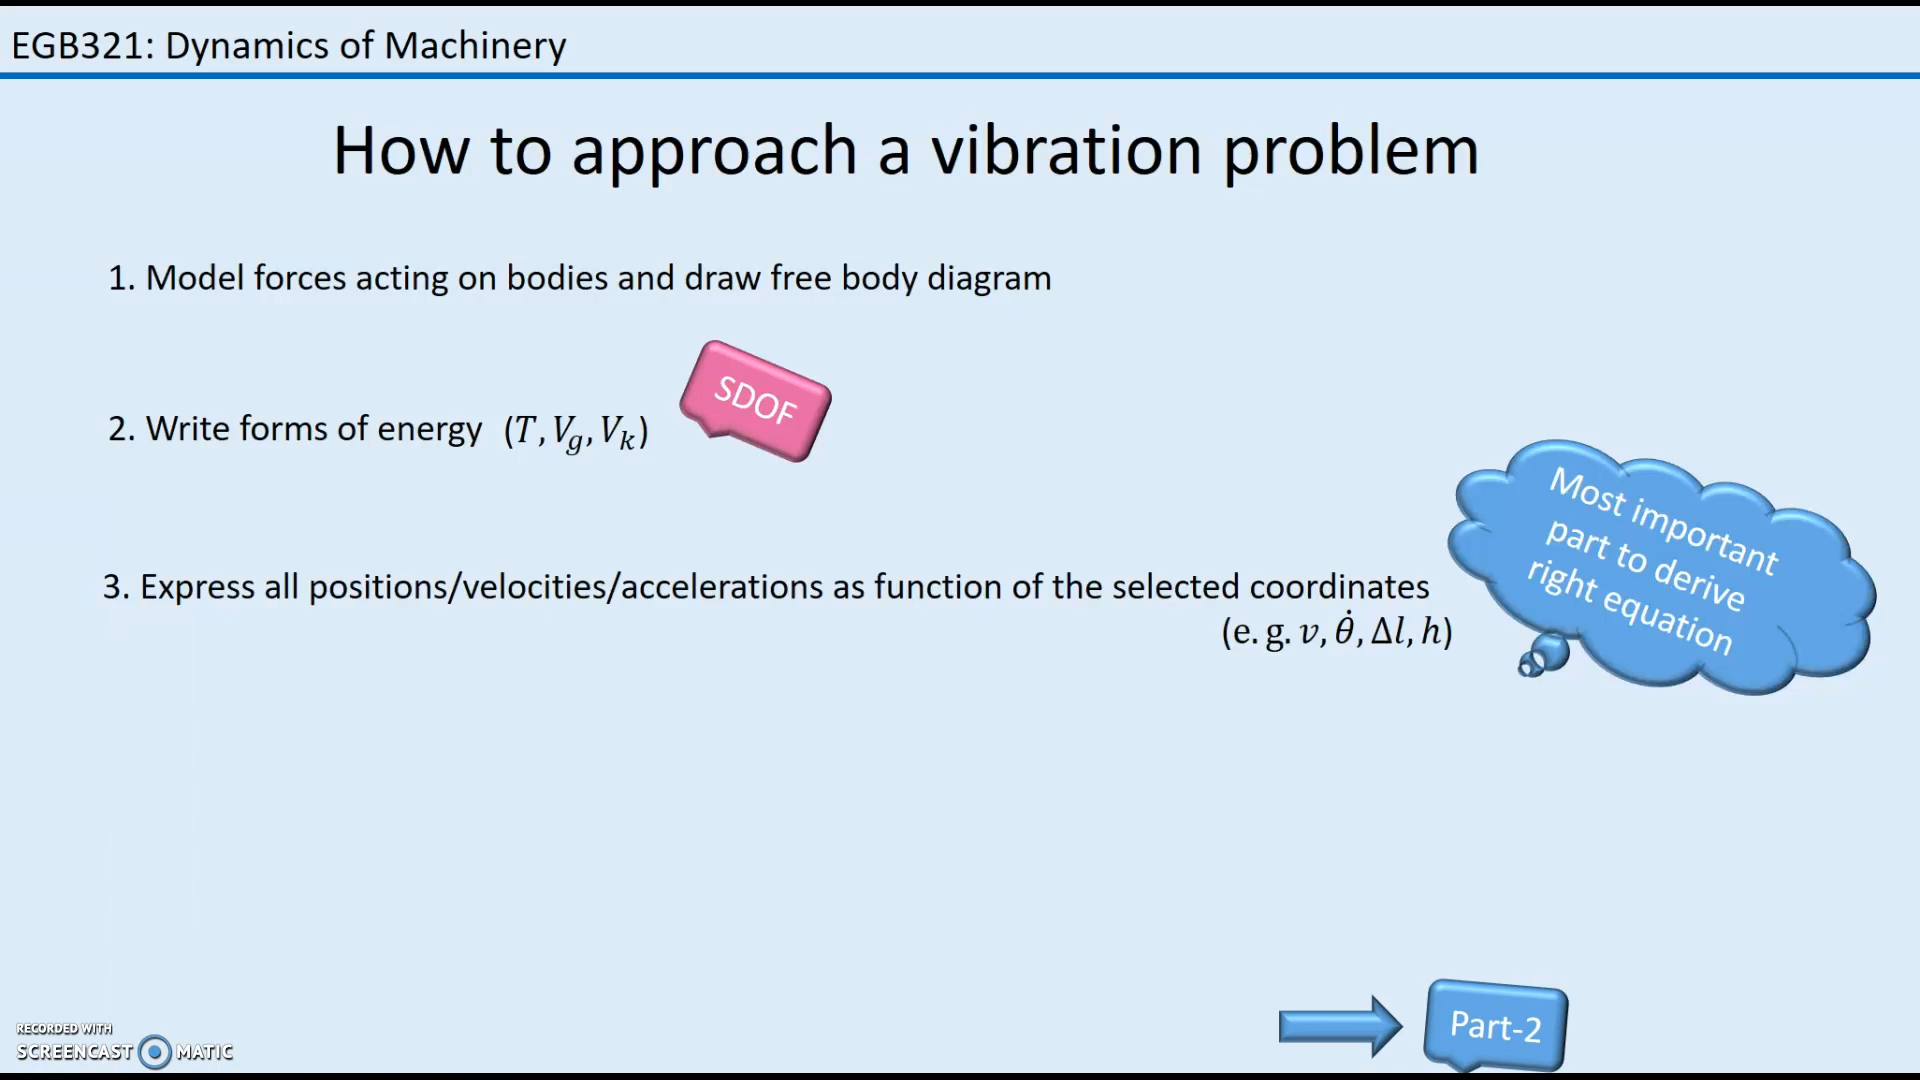 EGB321: Dynamics of Machinery
How to approach a vibration problem
1. Model forces acting on bodies and draw free body diagram
SDOF
2. Write forms of energy (T, V_g, V_k)
Most important
part to derive
right equation
3. Express all positions/velocities/accelerations as function of the selected coordinates
(e. g. v, θ̇, Δl, h)
Part-2
RECORDED WITH
SCREENCAST MATIC